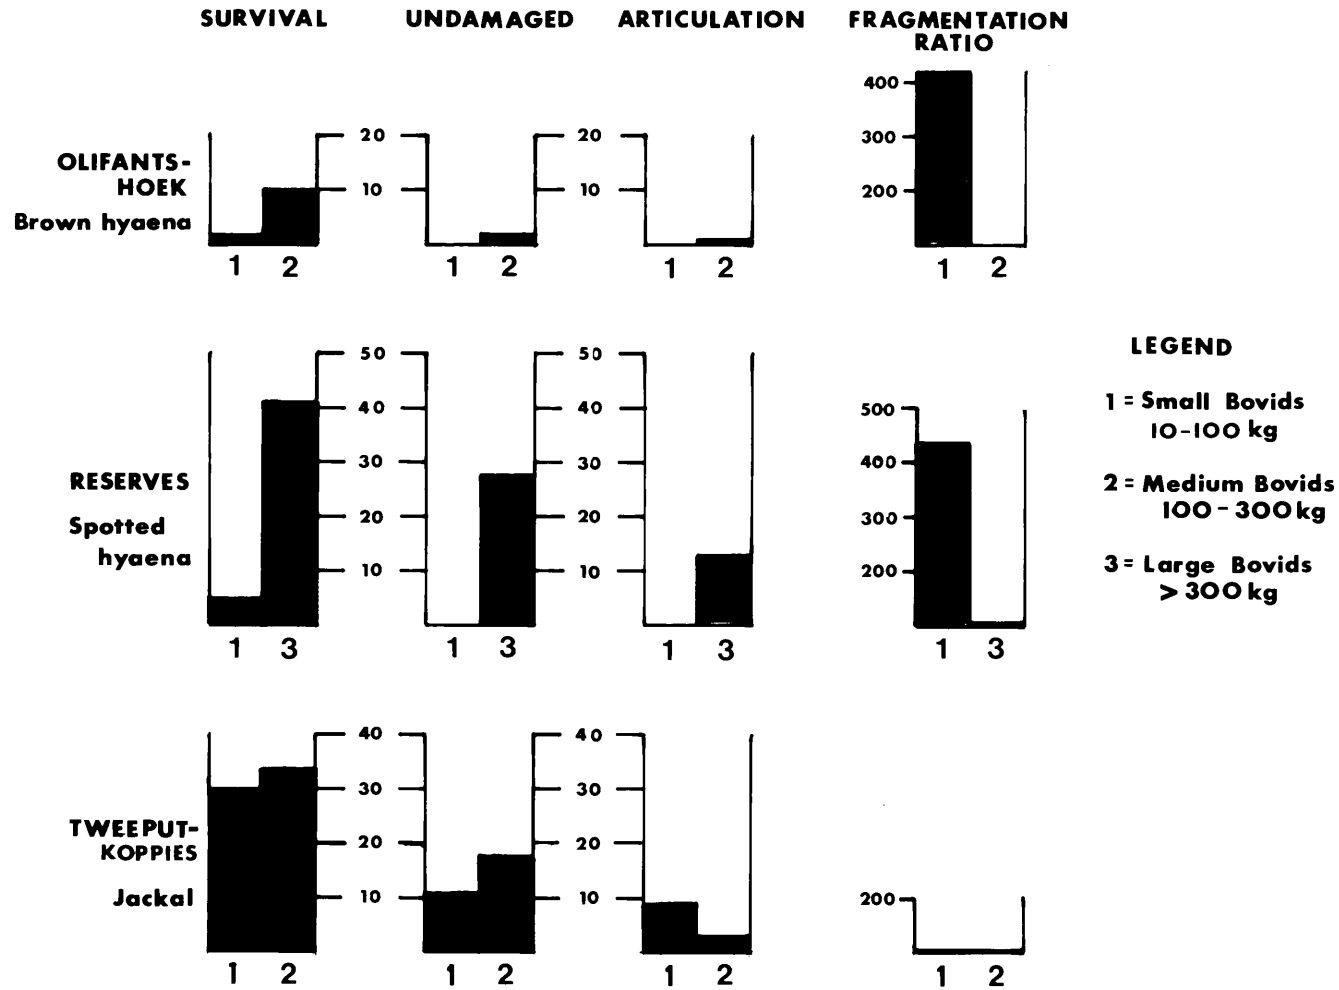 SURVIVAL UNDAMAGED ARTICULATION FRAGMENTATION
RATIO
OLIFANTS-
HOEK
Brown hyaena
20 20
10 10
400
300
200
1 2 1 2 1 2 1 2
RESERVES
Spotted
hyaena
50 50
40 40
30 30
20 20
10 10
500
400
300
200
1 3 1 3 1 3 1 3
TWEEPUT-
KOPPIES
Jackal
40 40
30 30
20 20
10 10
200
1 2 1 2 1 2 1 2
LEGEND
1 = Small Bovids
10-100 kg
2 = Medium Bovids
100 - 300 kg
3 = Large Bovids
> 300 kg